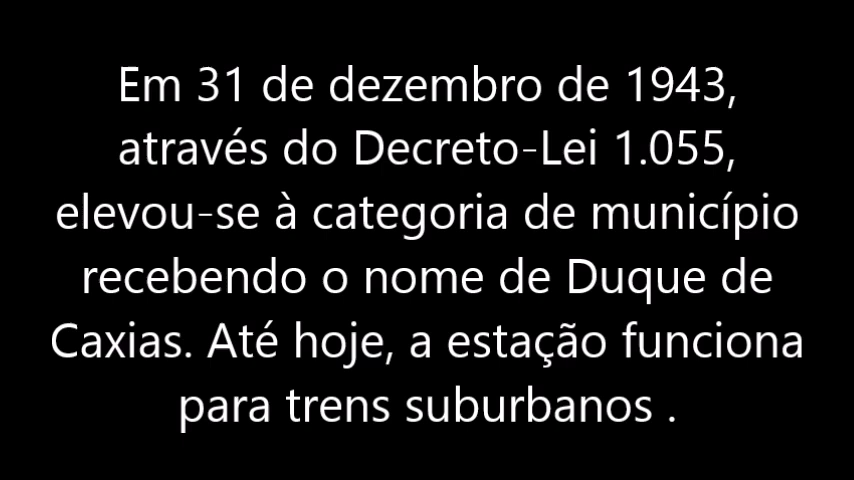 Em 31 de dezembro de 1943,
através do Decreto-Lei 1.055,
elevou-se à categoria de município
recebendo o nome de Duque de
Caxias. Até hoje, a estação funciona
para trens suburbanos .